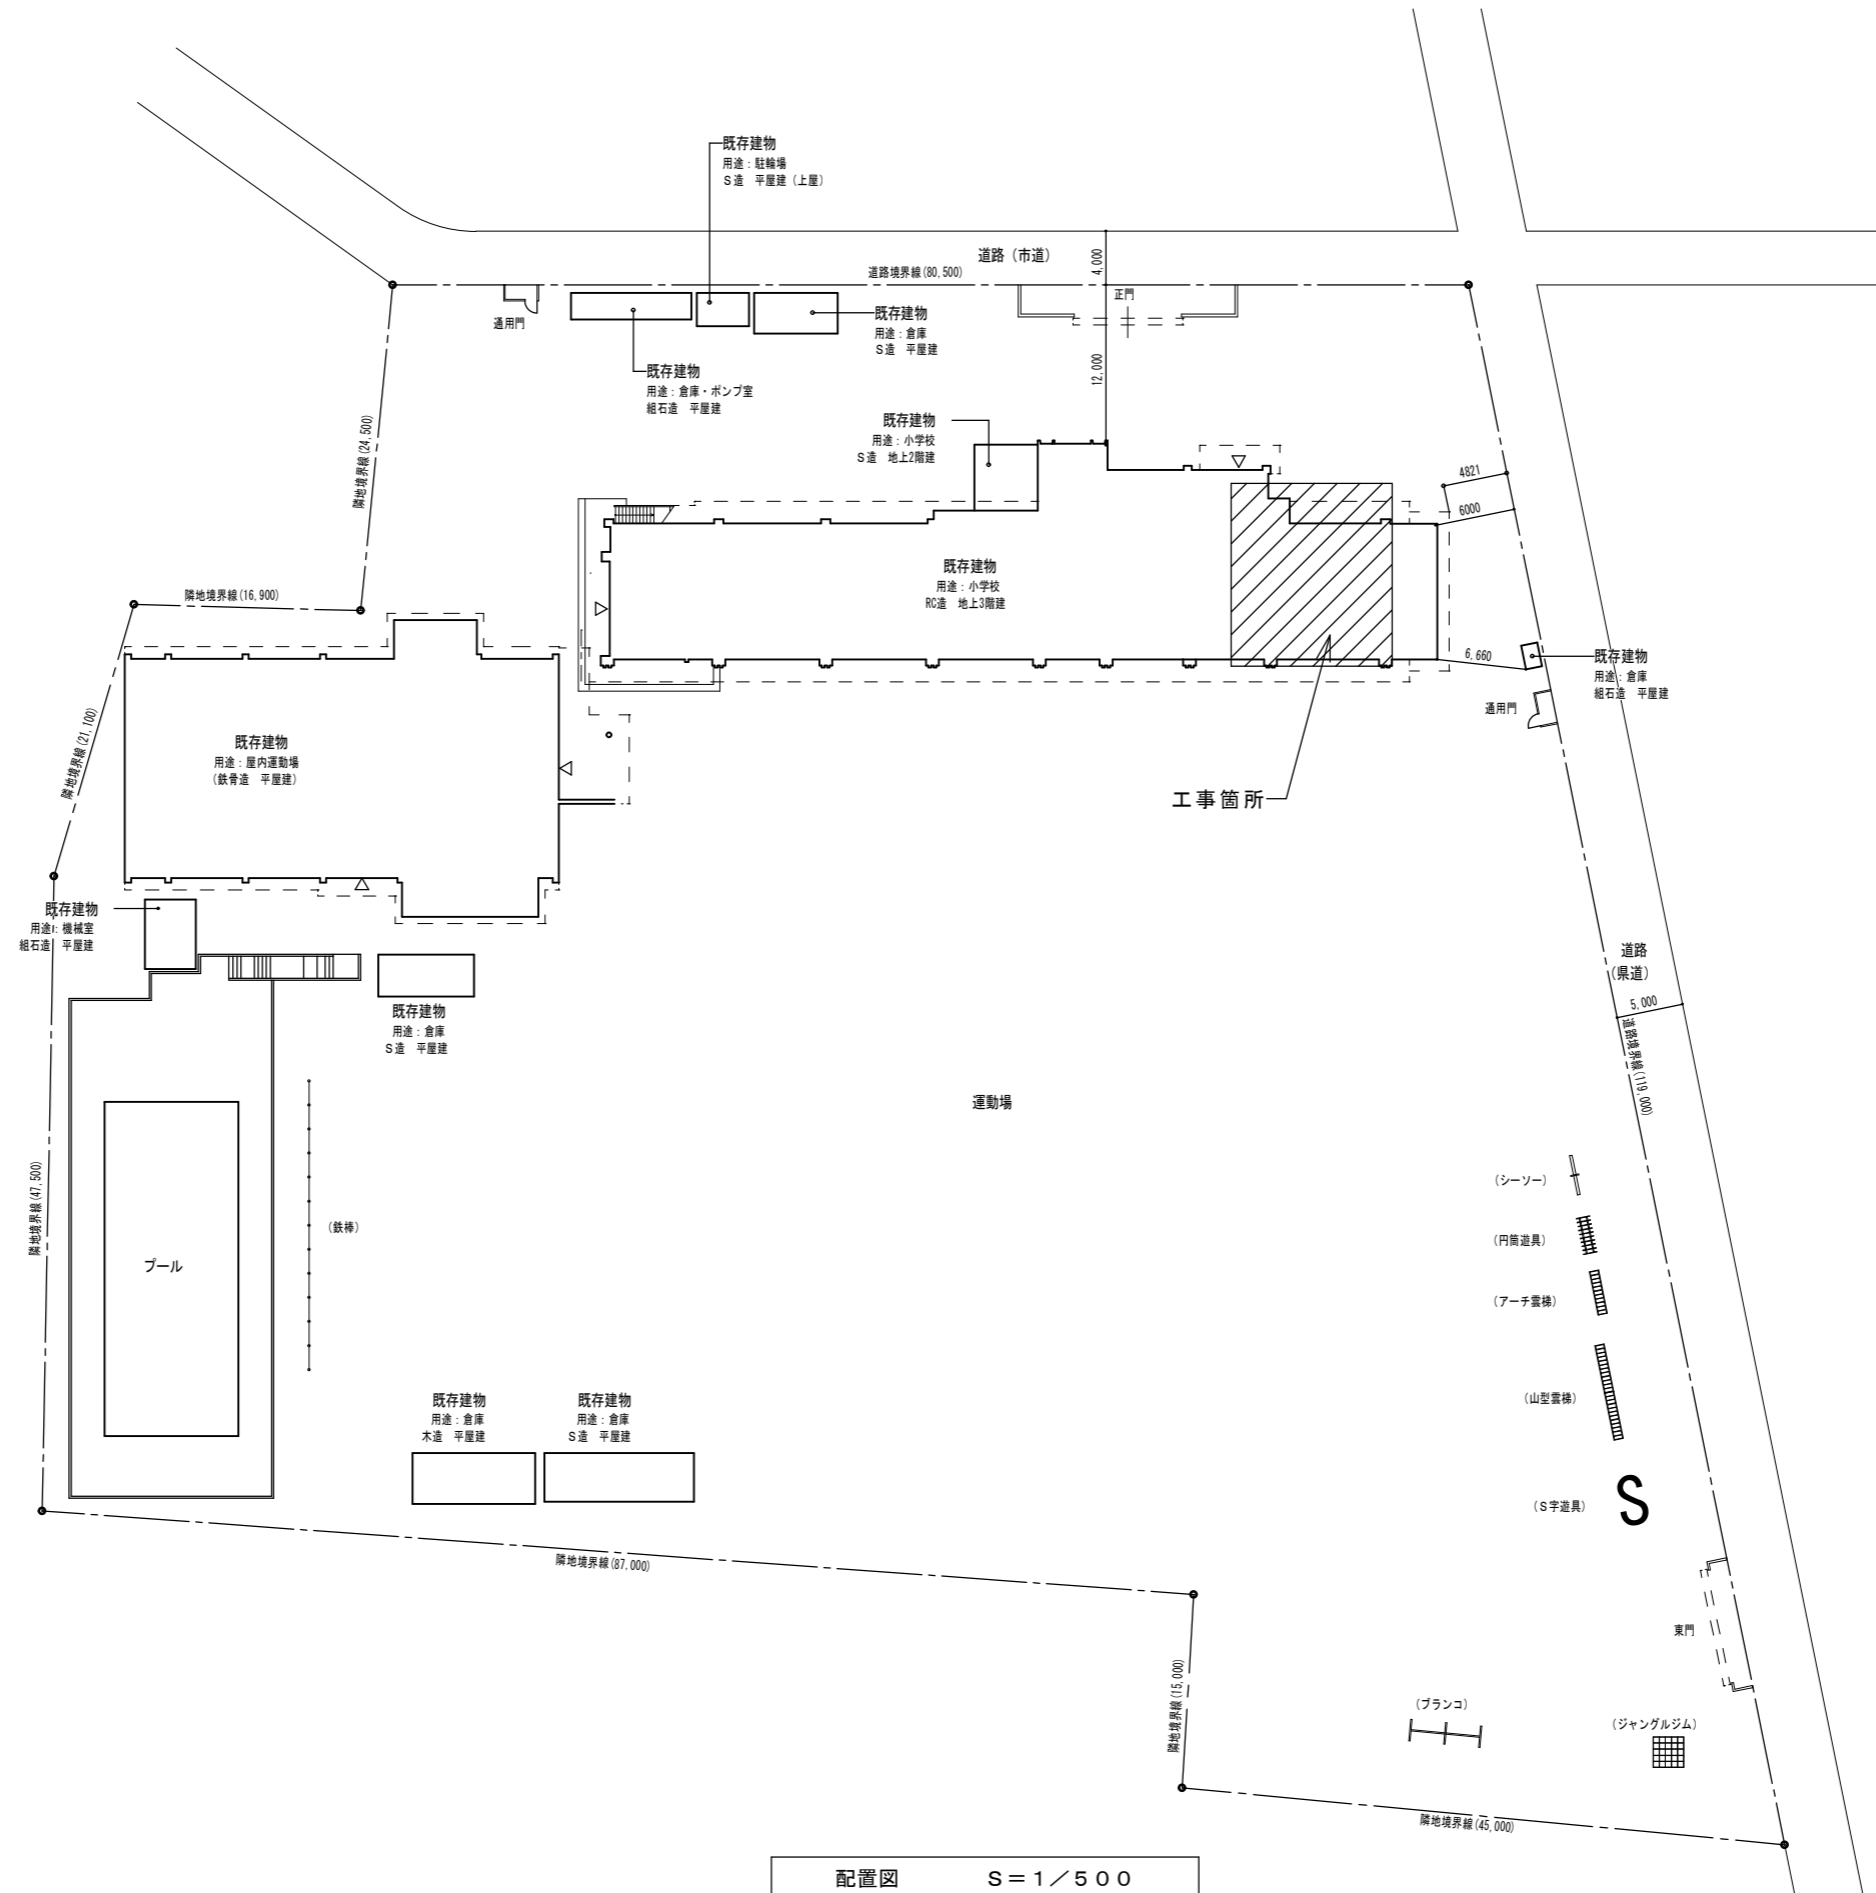 既存建物
用途：駐輪場
Ｓ造　平屋建（上屋）
道路（市道）
4,000
道路境界線(80,500)
正門
通用門
既存建物
用途：倉庫
Ｓ造　平屋建
12,000
既存建物
用途：倉庫・ポンプ室
組石造　平屋建
既存建物
用途：小学校
Ｓ造　地上2階建
隣地境界線(24,500)
4821
6000
既存建物
用途：小学校
RC造　地上3階建
隣地境界線(16,900)
6,660
既存建物
用途：倉庫
組石造　平屋建
通用門
隣地境界線(21,100)
既存建物
用途：屋内運動場
（鉄骨造　平屋建）
工事箇所
既存建物
用途：機械室
組石造　平屋建
道路
（県道）
5,000
道路境界線(119,000)
既存建物
用途：倉庫
Ｓ造　平屋建
運動場
隣地境界線(47,500)
（シーソー）
（鉄棒）
（円筒遊具）
プール
（アーチ雲梯）
（山型雲梯）
既存建物
用途：倉庫
木造　平屋建
既存建物
用途：倉庫
Ｓ造　平屋建
（Ｓ字遊具）
S
隣地境界線(87,000)
東門
隣地境界線(15,000)
（ブランコ）
（ジャングルジム）
隣地境界線(45,000)
配置図　　Ｓ＝１／５００